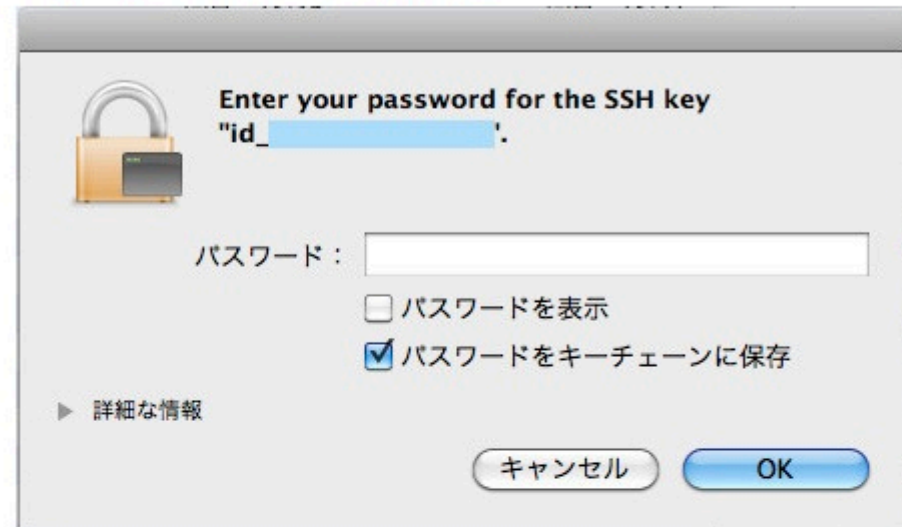 Enter your password for the SSH key
"id_ ".
パスワード：
パスワードを表示
パスワードをキーチェーンに保存
詳細な情報
キャンセル OK